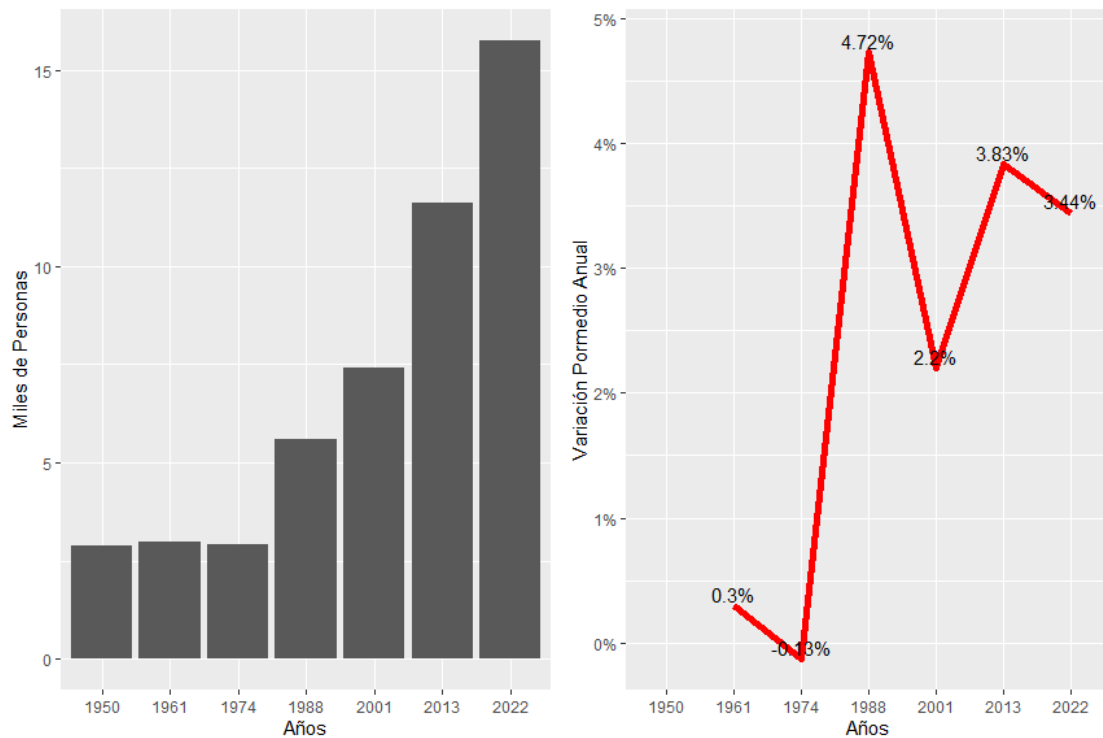 Miles de Personas
15
10
5
0
1950 1961 1974 1988 2001 2013 2022
Años
Variación Pormedio Anual
5%
4%
3%
2%
1%
0%
0.3%
-0.13%
4.72%
2.2%
3.83%
3.44%
1950 1961 1974 1988 2001 2013 2022
Años